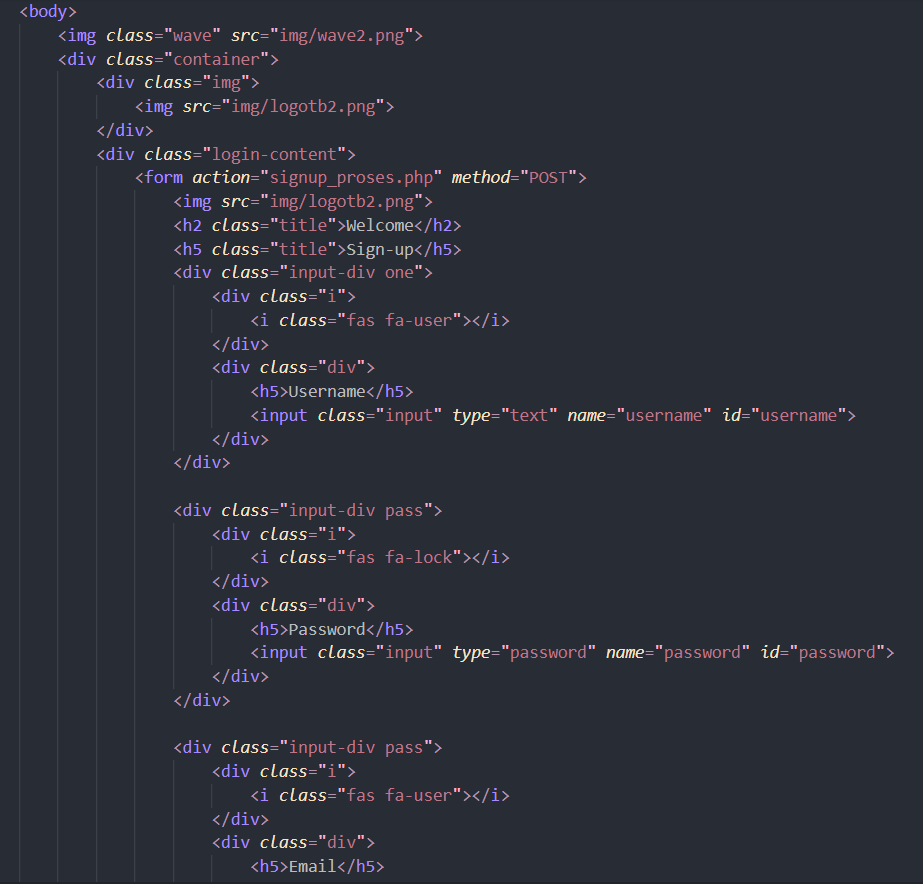 <body>
<img class="wave" src="img/wave2.png">
<div class="container">
<div class="img">
<img src="img/logotb2.png">
</div>
<div class="login-content">
<form action="signup_proses.php" method="POST">
<img src="img/logotb2.png">
<h2 class="title">Welcome</h2>
<h5 class="title">Sign-up</h5>
<div class="input-div one">
<div class="i">
<i class="fas fa-user"></i>
</div>
<div class="div">
<h5>Username</h5>
<input class="input" type="text" name="username" id="username">
</div>
</div>
<div class="input-div pass">
<div class="i">
<i class="fas fa-lock"></i>
</div>
<div class="div">
<h5>Password</h5>
<input class="input" type="password" name="password" id="password">
</div>
</div>
<div class="input-div pass">
<div class="i">
<i class="fas fa-user"></i>
</div>
<div class="div">
<h5>Email</h5>